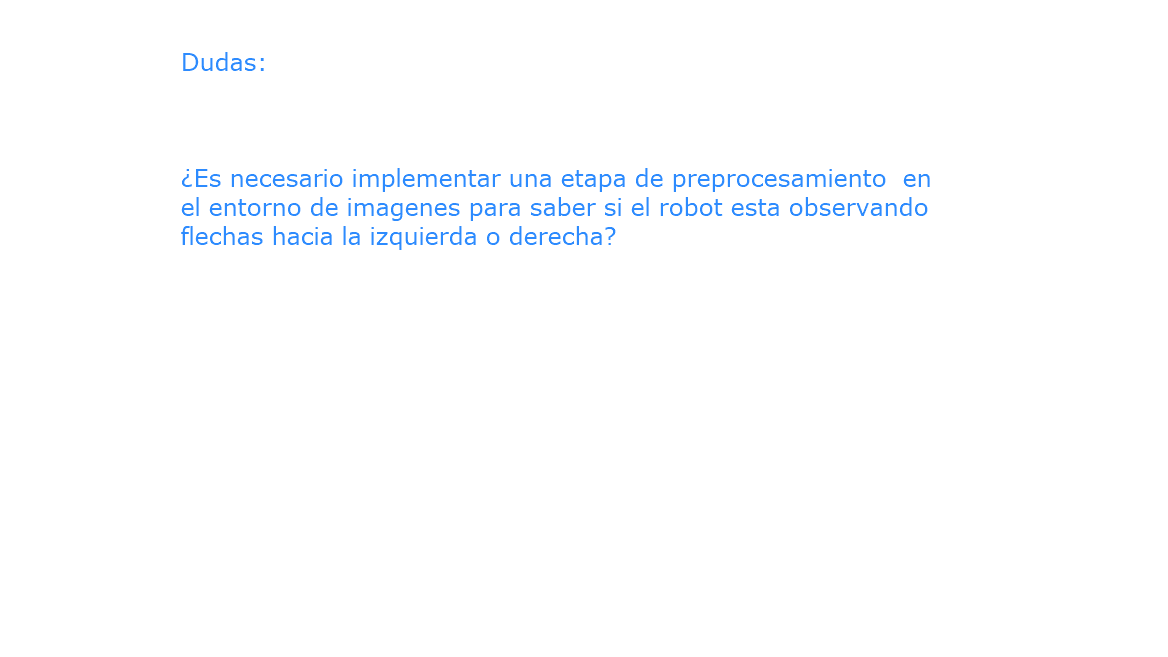 Dudas:
¿Es necesario implementar una etapa de preprocesamiento  en
el entorno de imagenes para saber si el robot esta observando
flechas hacia la izquierda o derecha?